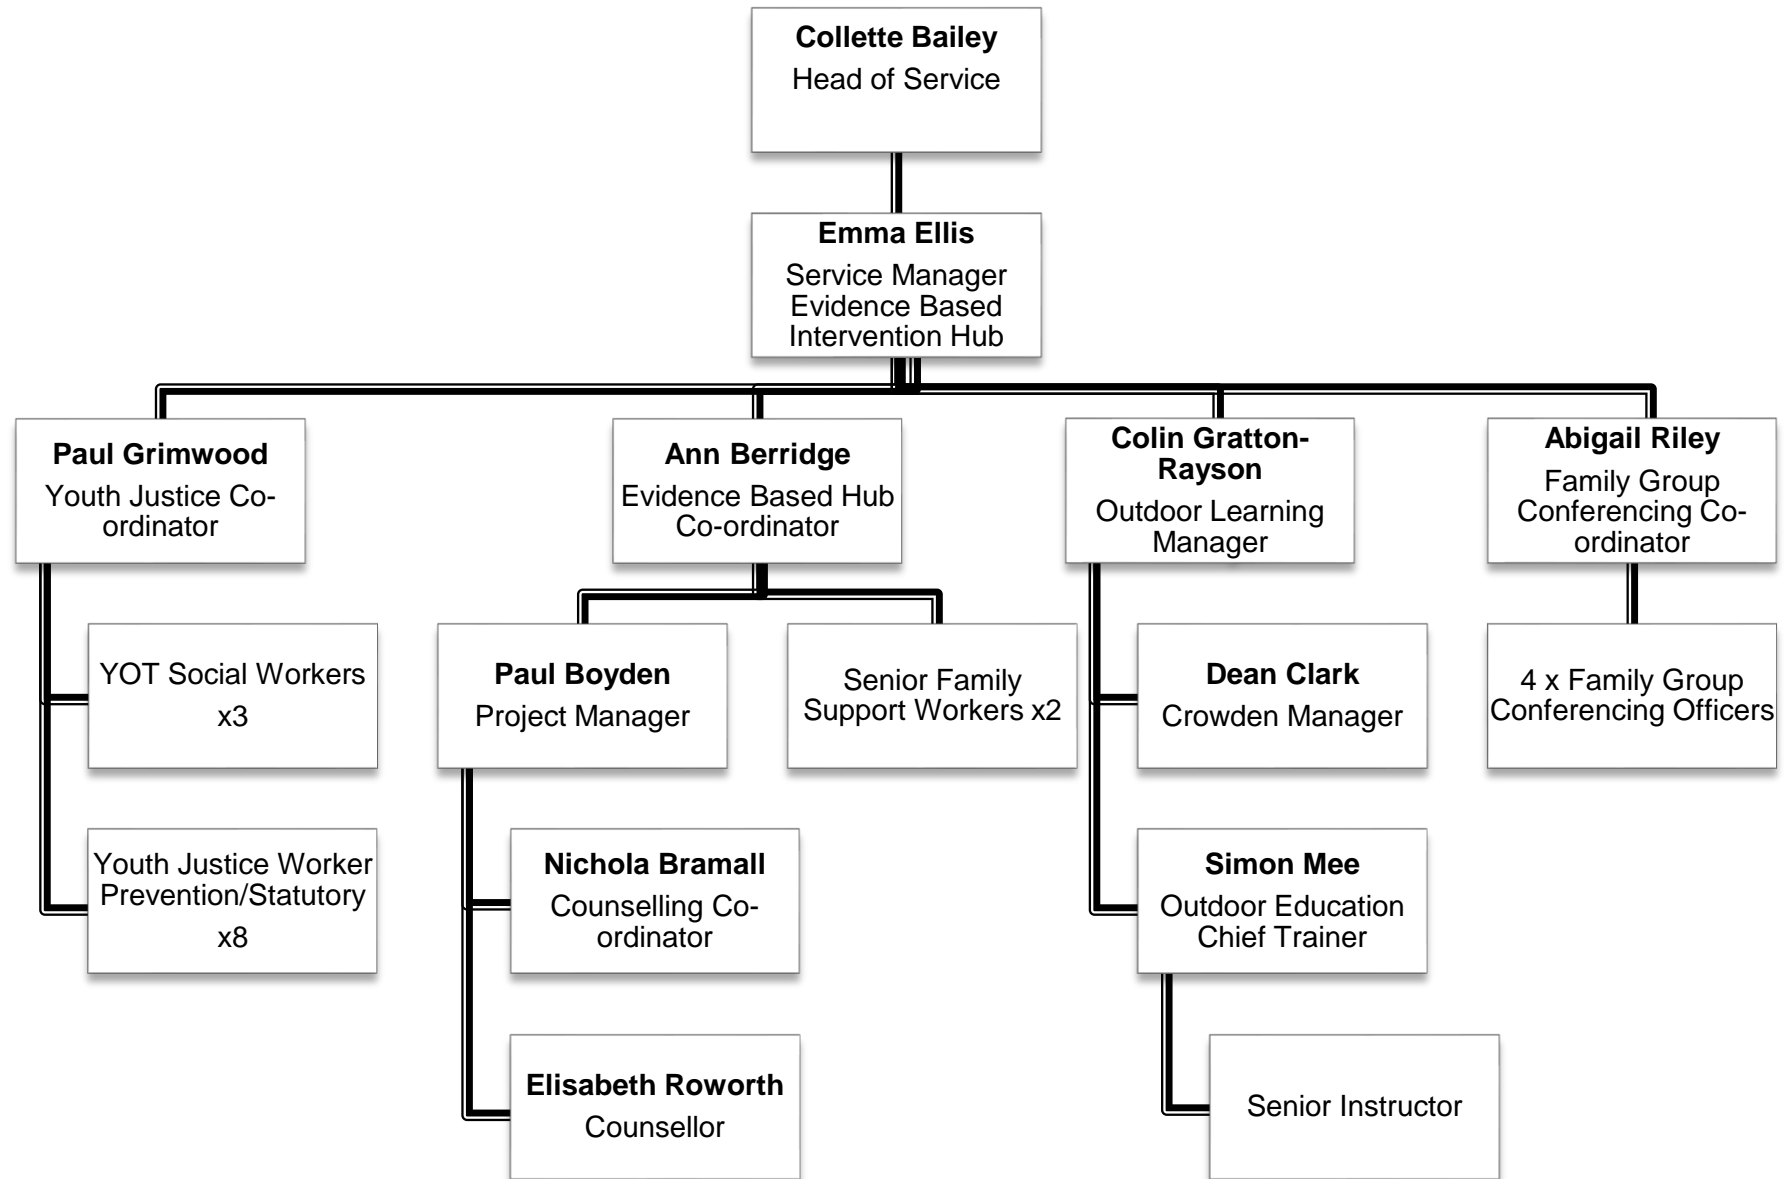 Collette Bailey
Head of Service
Emma Ellis
Service Manager
Evidence Based
Intervention Hub
Paul Grimwood
Youth Justice Co-
ordinator
Ann Berridge
Evidence Based Hub
Co-ordinator
Colin Gratton-
Rayson
Outdoor Learning
Manager
Abigail Riley
Family Group
Conferencing Co-
ordinator
YOT Social Workers
x3
Paul Boyden
Project Manager
Senior Family
Support Workers x2
Dean Clark
Crowden Manager
4 x Family Group
Conferencing Officers
Youth Justice Worker
Prevention/Statutory
x8
Nichola Bramall
Counselling Co-
ordinator
Simon Mee
Outdoor Education
Chief Trainer
Elisabeth Roworth
Counsellor
Senior Instructor